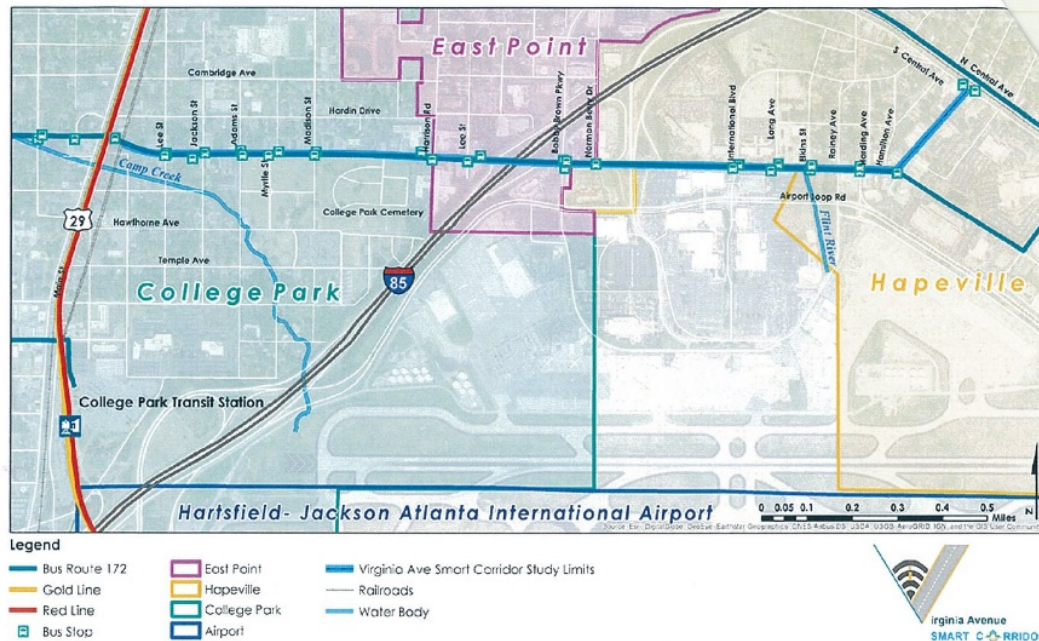 East Point
S Central Ave
N Central Ave
Cambridge Ave
Hardin Drive
Lee St
Jackson St
Adams St
Myrtle St
Madison St
Harrison Rd
Lee St
Bobby Brown Pkwy
Norman Berry Dr
International Blvd
Lang Ave
Elkins St
Rainey Ave
Harding Ave
Hamilton Ave
Camp Creek
29
Hawthorne Ave
College Park Cemetery
Airport Loop Rd
Flint River
Temple Ave
Main St
College Park
85
Hapeville
College Park Transit Station
Hartsfield- Jackson Atlanta International Airport
0 0.05 0.1 0.2 0.3 0.4 0.5
Miles
N
Legend
Bus Route 172
Gold Line
Red Line
Bus Stop
East Point
Hapeville
College Park
Airport
Virginia Ave Smart Corridor Study Limits
Railroads
Water Body
irginia Avenue
SMART C RRIDO